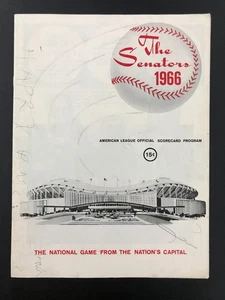 The
Senators
1966
AMERICAN LEAGUE OFFICIAL SCORECARD PROGRAM
15¢
THE NATIONAL GAME FROM THE NATION'S CAPITAL